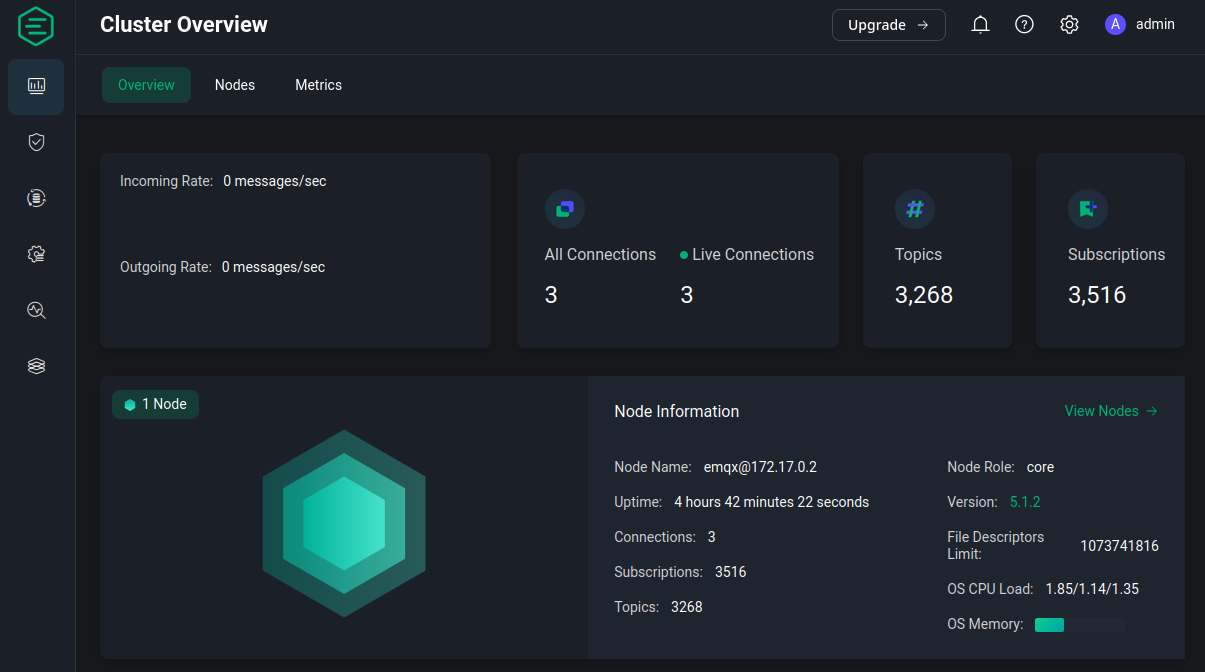 Cluster Overview
Upgrade →
A admin
Overview Nodes Metrics
Incoming Rate: 0 messages/sec
Outgoing Rate: 0 messages/sec
All Connections
3
Live Connections
3
Topics
3,268
Subscriptions
3,516
1 Node
Node Information
View Nodes →
Node Name: emqx@172.17.0.2
Uptime: 4 hours 42 minutes 22 seconds
Connections: 3
Subscriptions: 3516
Topics: 3268
Node Role: core
Version: 5.1.2
File Descriptors
Limit: 1073741816
OS CPU Load: 1.85/1.14/1.35
OS Memory: